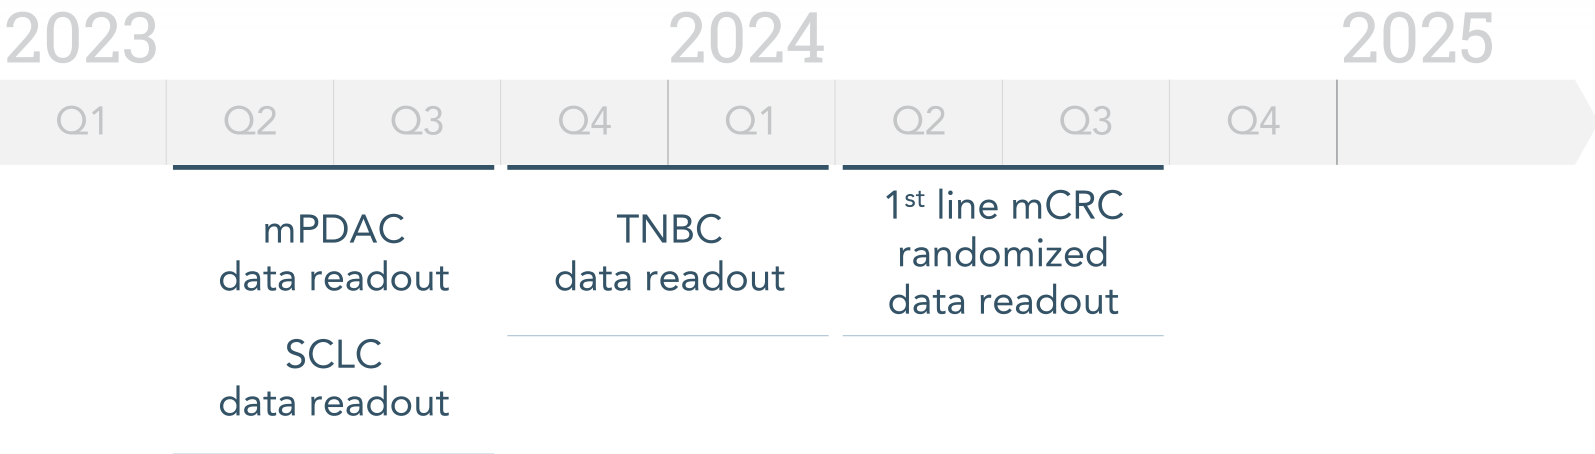 2023 2024 2025
Q1 Q2 Q3 Q4 Q1 Q2 Q3 Q4
mPDAC
data readout
SCLC
data readout
TNBC
data readout
1st line mCRC
randomized
data readout